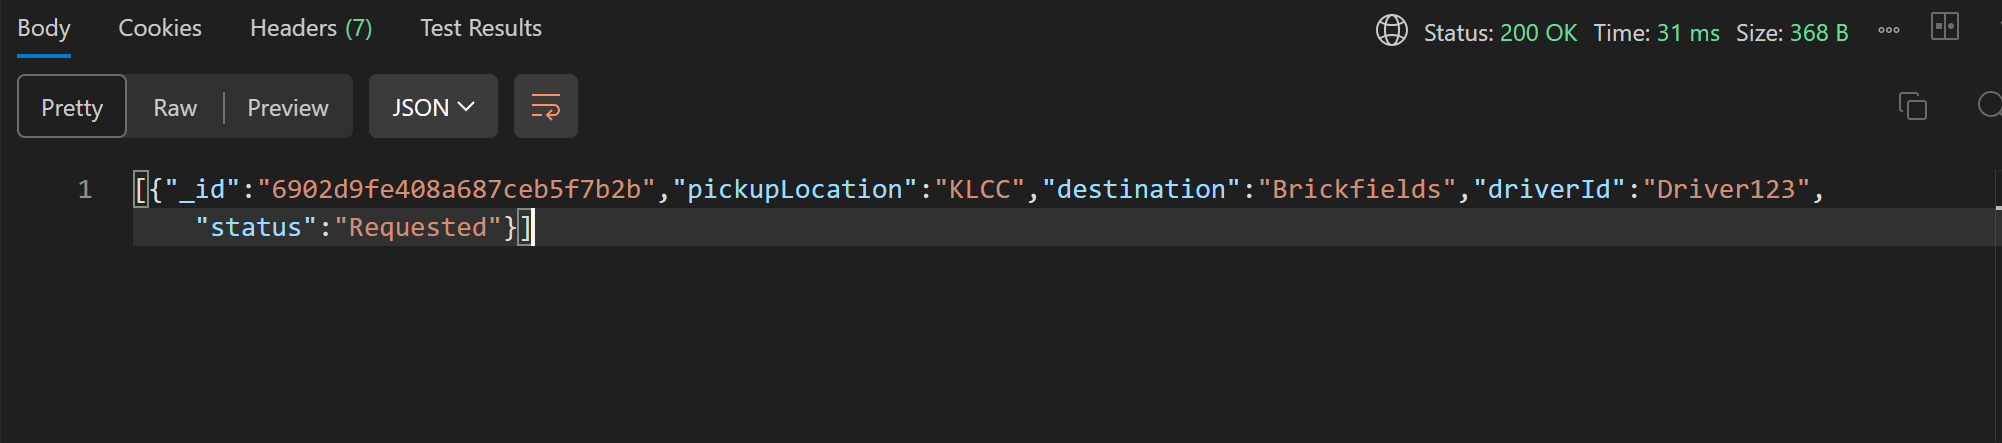 Body Cookies Headers (7) Test Results Status: 200 OK Time: 31 ms Size: 368 B
Pretty Raw Preview JSON
1 [{"_id":"6902d9fe408a687ceb5f7b2b","pickupLocation":"KLCC","destination":"Brickfields","driverId":"Driver123",
"status":"Requested"}]